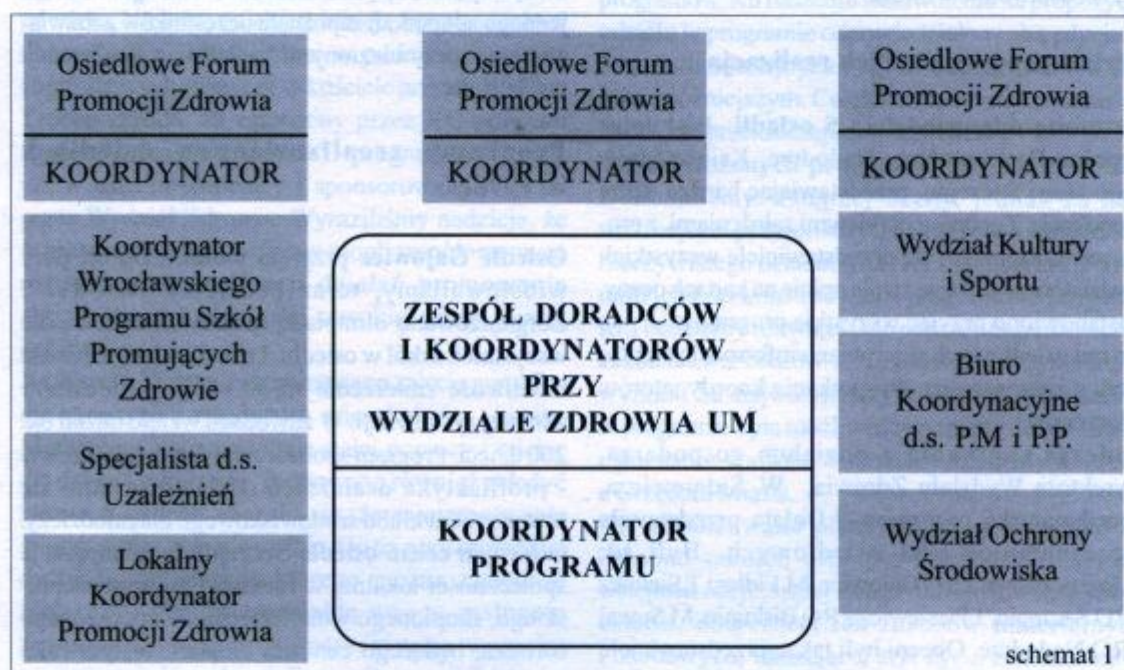 Osiedlowe Forum
Promocji Zdrowia
KOORDYNATOR
Osiedlowe Forum
Promocji Zdrowia
KOORDYNATOR
Osiedlowe Forum
Promocji Zdrowia
KOORDYNATOR
Koordynator
Wrocławskiego
Programu Szkół
Promujących
Zdrowie
Specjalista d.s.
Uzależnień
Lokalny
Koordynator
Promocji Zdrowia
ZESPÓŁ DORADCÓW
I KOORDYNATORÓW
PRZY
WYDZIALE ZDROWIA UM
KOORDYNATOR
PROGRAMU
Wydział Kultury
i Sportu
Biuro
Koordynacyjne
d.s. P.M i P.P.
Wydział Ochrony
Srodowiska
schemat 1